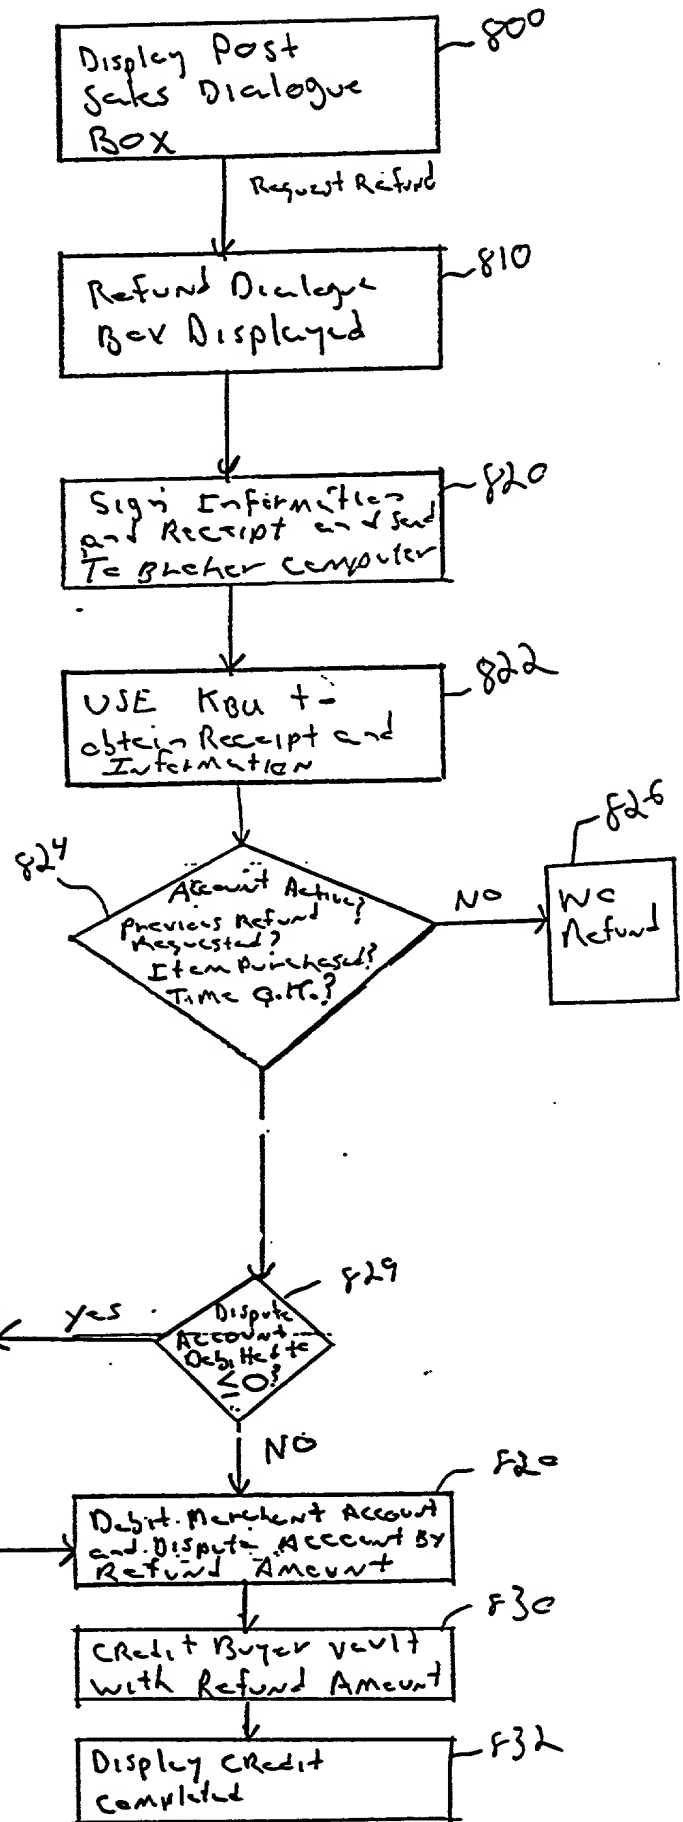 Display Post
Sales Dialogue
Box
800
Request Refund
Refund Dialogue
Box Displayed
810
Sign Information
and Receipt and Send
To Broker Computer
820
USE KBU to
obtain Receipt and
Information
822
824
Account Active?
Previous Refund
Requested?
Item Purchased?
Time O.K.?
NO
826
NO
Refund
829
Dispute
Account
Debitted to
≤0?
yes
NO
820
Debit Merchant Account
and Dispute Account By
Refund Amount
830
Credit Buyer Vault
with Refund Amount
832
Display Credit
Completed